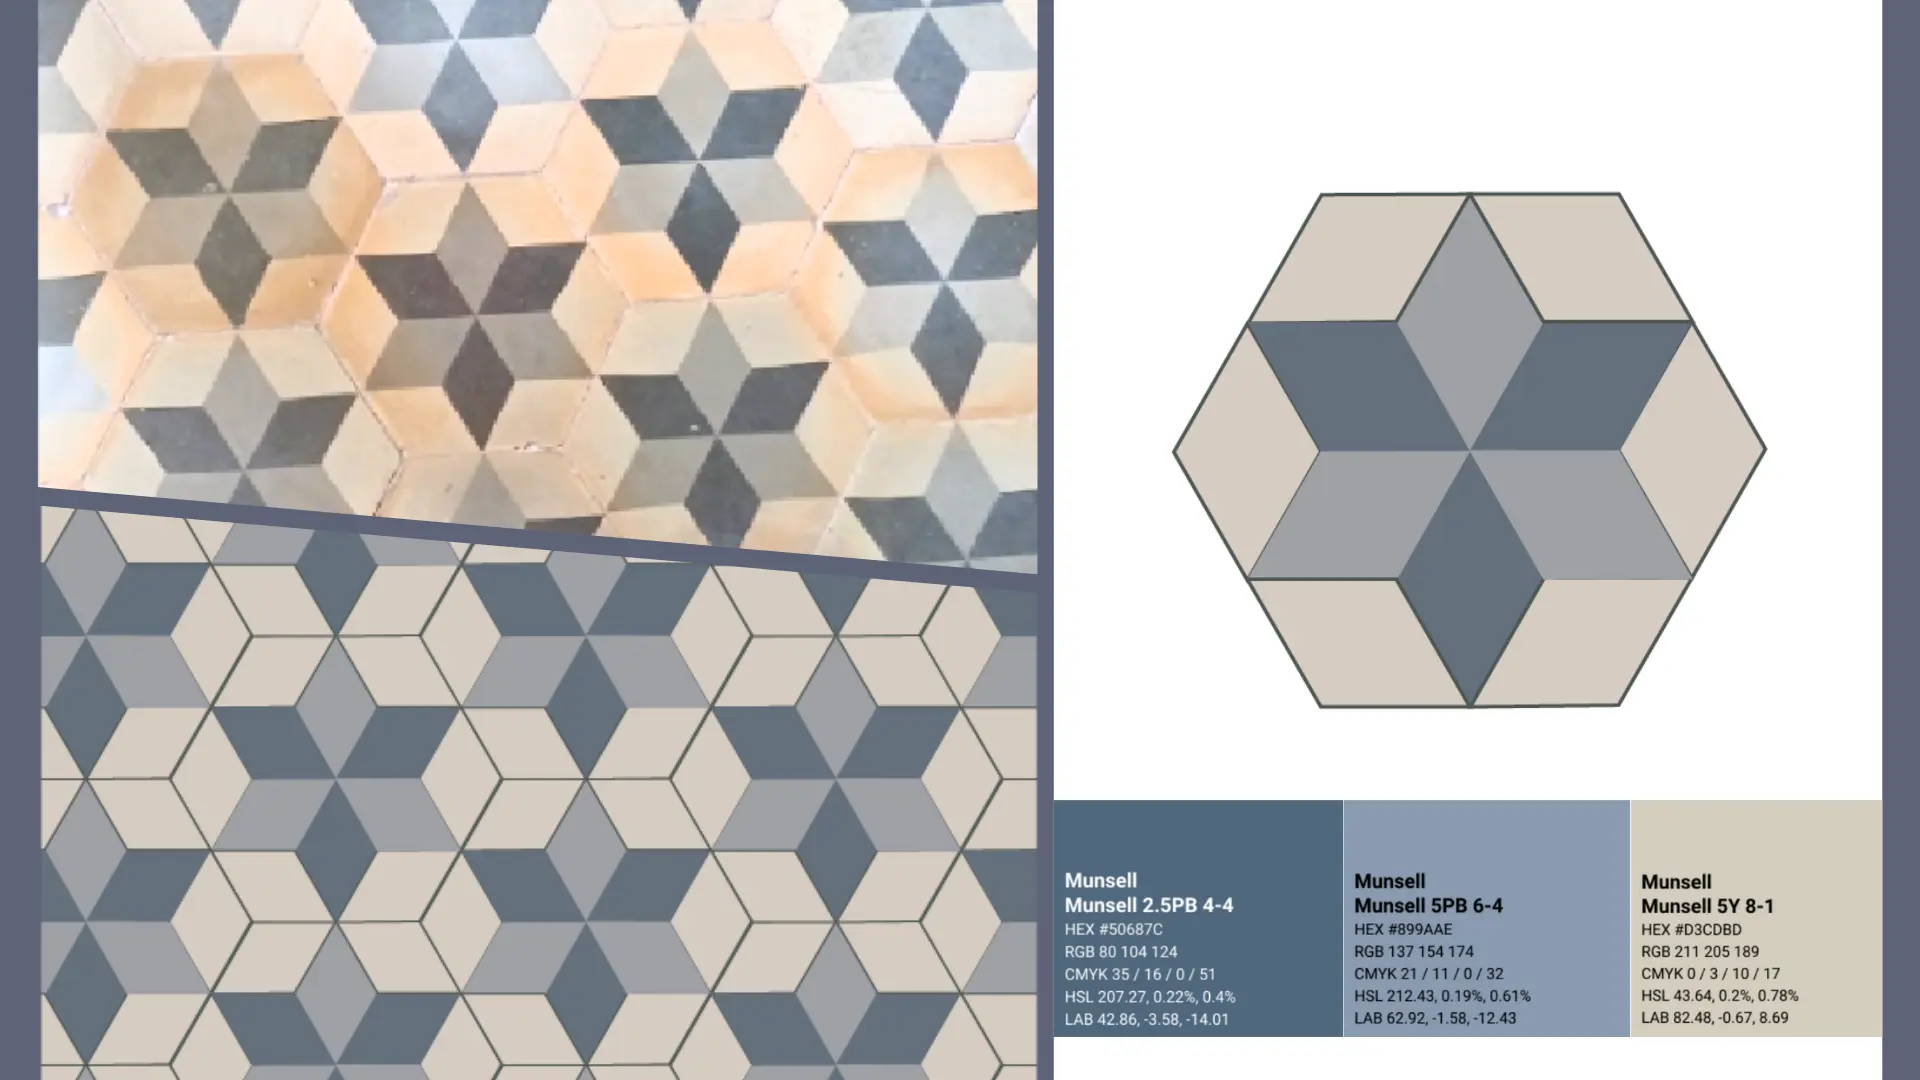 Munsell
Munsell 2.5PB 4-4
HEX #50687C
RGB 80 104 124
CMYK 35 / 16 / 0 / 51
HSL 207.27, 0.22%, 0.4%
LAB 42.86, -3.58, -14.01
Munsell
Munsell 5PB 6-4
HEX #899AAE
RGB 137 154 174
CMYK 21 / 11 / 0 / 32
HSL 212.43, 0.19%, 0.61%
LAB 62.92, -1.58, -12.43
Munsell
Munsell 5Y 8-1
HEX #D3CDBD
RGB 211 205 189
CMYK 0 / 3 / 10 / 17
HSL 43.64, 0.2%, 0.78%
LAB 82.48, -0.67, 8.69